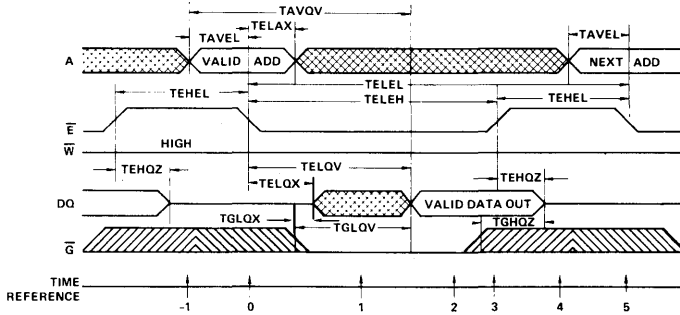 TAVQV
TAVEL TELAX TAVEL
A VALID ADD NEXT ADD
TEHEL TELEL
TELEH TEHEL
E
W HIGH
TEHQZ TELQV TEHQZ
TELQX
DQ VALID DATA OUT
TGLQX TGLQV TGHQZ
G
TIME REFERENCE
-1 0 1 2 3 4 5